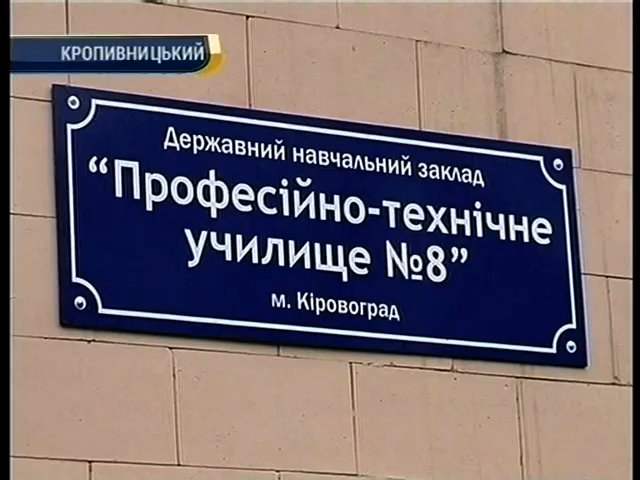 КРОПИВНИЦЬКИЙ
Державний навчальний заклад
“Професійно-технічне
училище №8”
м. Кіровоград